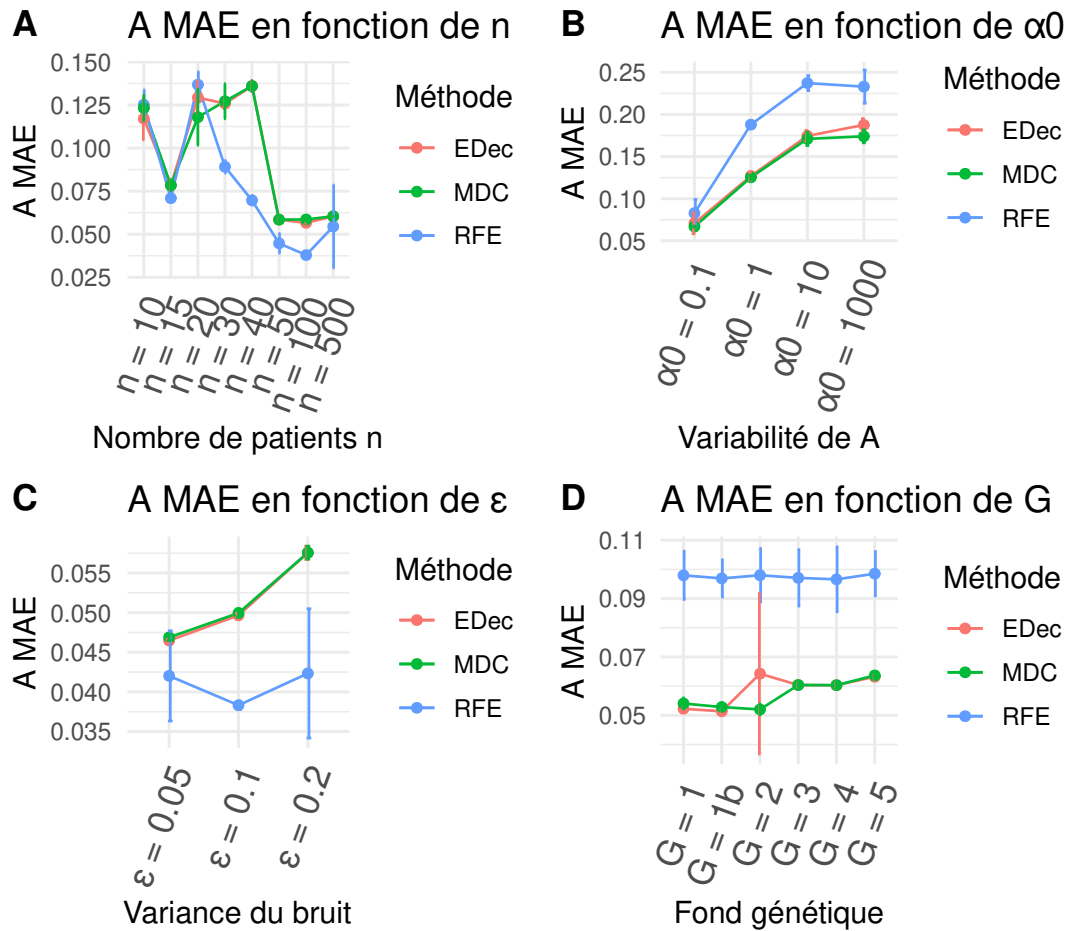 A
A MAE en fonction de n
0.150
0.125
0.100
0.075
0.050
0.025
A MAE
n = 10
n = 15
n = 20
n = 30
n = 40
n = 50
n = 100
n = 500
Nombre de patients n
Méthode
EDec
MDC
RFE
B
A MAE en fonction de α0
0.25
0.20
0.15
0.10
0.05
A MAE
α0 = 0.1
α0 = 1
α0 = 10
α0 = 1000
Variabilité de A
Méthode
EDec
MDC
RFE
C
A MAE en fonction de ε
0.055
0.050
0.045
0.040
0.035
A MAE
ε = 0.05
ε = 0.1
ε = 0.2
Variance du bruit
Méthode
EDec
MDC
RFE
D
A MAE en fonction de G
0.11
0.09
0.07
0.05
A MAE
G = 1
G = 1b
G = 2
G = 3
G = 4
G = 5
Fond génétique
Méthode
EDec
MDC
RFE